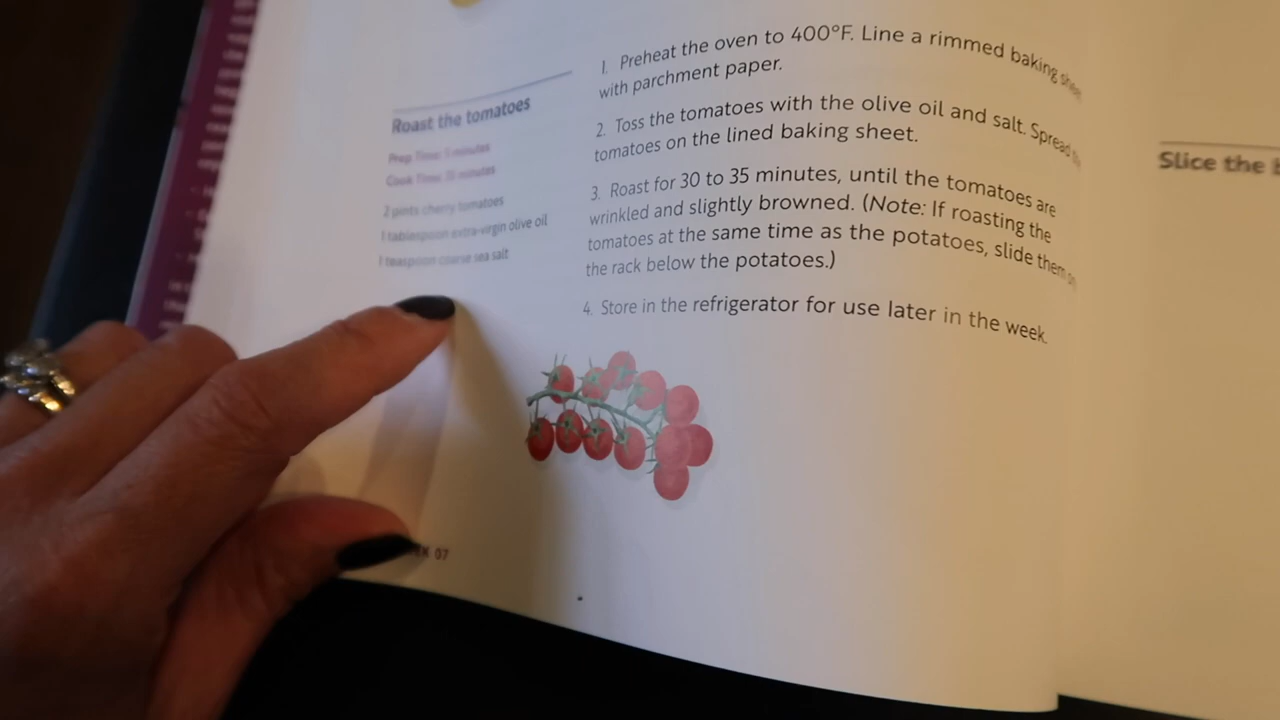 Roast the tomatoes
Prep Time: 5 minutes
Cook Time: 35 minutes
2 pints cherry tomatoes
1 tablespoon extra-virgin olive oil
1 teaspoon coarse sea salt
1. Preheat the oven to 400°F. Line a rimmed baking sheet
with parchment paper.
2. Toss the tomatoes with the olive oil and salt. Spread
tomatoes on the lined baking sheet.
3. Roast for 30 to 35 minutes, until the tomatoes are
wrinkled and slightly browned. (Note: If roasting the
tomatoes at the same time as the potatoes, slide them on
the rack below the potatoes.)
4. Store in the refrigerator for use later in the week.
07
Slice the